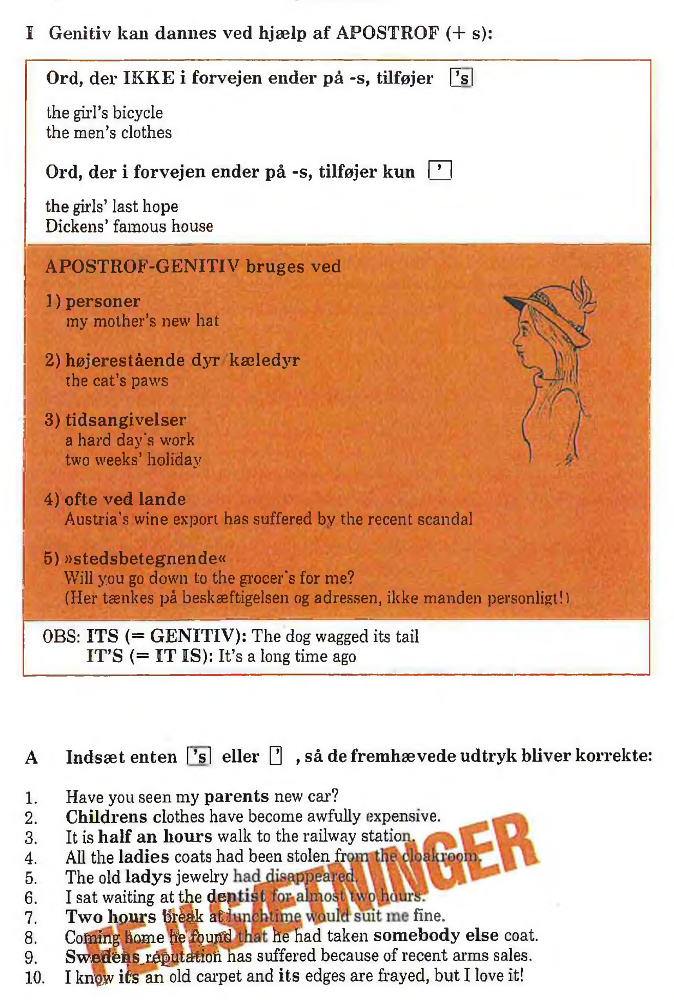 I Genitiv kan dannes ved hjælp af APOSTROF (+ s):
Ord, der IKKE i forvejen ender på -s, tilføjer 's
the girl's bicycle
the men's clothes
Ord, der i forvejen ender på -s, tilføjer kun '
the girls' last hope
Dickens' famous house
APOSTROF-GENITIV bruges ved
1) personer
my mother's new hat
2) højerestående dyr/kæledyr
the cat's paws
3) tidsangivelser
a hard day's work
two weeks' holiday
4) ofte ved lande
Austria's wine export has suffered by the recent scandal
5) »stedsbetegnende«
Will you go down to the grocer's for me?
(Her tænkes på beskæftigelsen og adressen, ikke manden personligt!)
OBS: ITS (= GENITIV): The dog wagged its tail
IT'S (= IT IS): It's a long time ago
A Indsæt enten 's eller ' , så de fremhævede udtryk bliver korrekte:
1. Have you seen my parents new car?
2. Childrens clothes have become awfully expensive.
3. It is half an hours walk to the railway station.
4. All the ladies coats had been stolen from the cloakroom.
5. The old ladys jewelry had disappeared.
6. I sat waiting at the dentist for almost two hours.
7. Two hours break at lunchtime would suit me fine.
8. Coming home he found that he had taken somebody else coat.
9. Swedens reputation has suffered because of recent arms sales.
10. I know it's an old carpet and its edges are frayed, but I love it!
FEJLSÆTNINGER